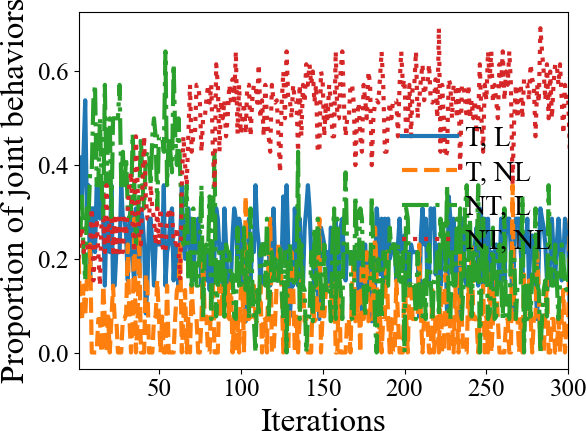 Proportion of joint behaviors
0.6
0.4
0.2
0.0
T, L
T, NL
NT, L
NT, NL
50 100 150 200 250 300
Iterations